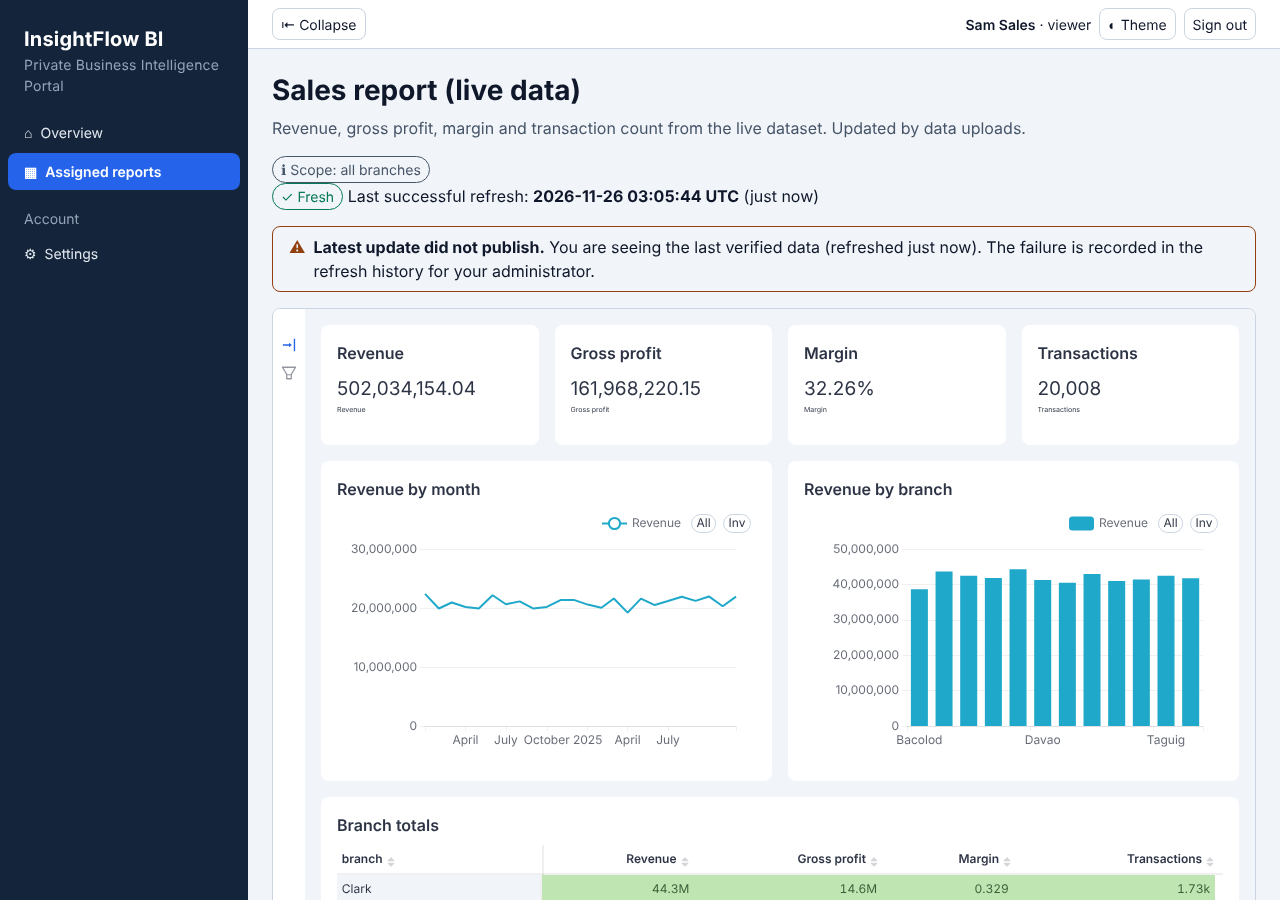 InsightFlow BI
Private Business Intelligence
Portal
Overview
Assigned reports
Account
Settings
Collapse
Sam Sales · viewer
Theme
Sign out
Sales report (live data)
Revenue, gross profit, margin and transaction count from the live dataset. Updated by data uploads.
Scope: all branches
✓ Fresh Last successful refresh: 2026-11-26 03:05:44 UTC (just now)
Latest update did not publish. You are seeing the last verified data (refreshed just now). The failure is recorded in the
refresh history for your administrator.
Revenue
502,034,154.04
Revenue
Gross profit
161,968,220.15
Gross profit
Margin
32.26%
Margin
Transactions
20,008
Transactions
Revenue by month
Revenue All Inv
30,000,000
20,000,000
10,000,000
0
April July October 2025 April July
Revenue by branch
Revenue All Inv
50,000,000
40,000,000
30,000,000
20,000,000
10,000,000
0
Bacolod Davao Taguig
Branch totals
branch Revenue Gross profit Margin Transactions
Clark 44.3M 14.6M 0.329 1.73k